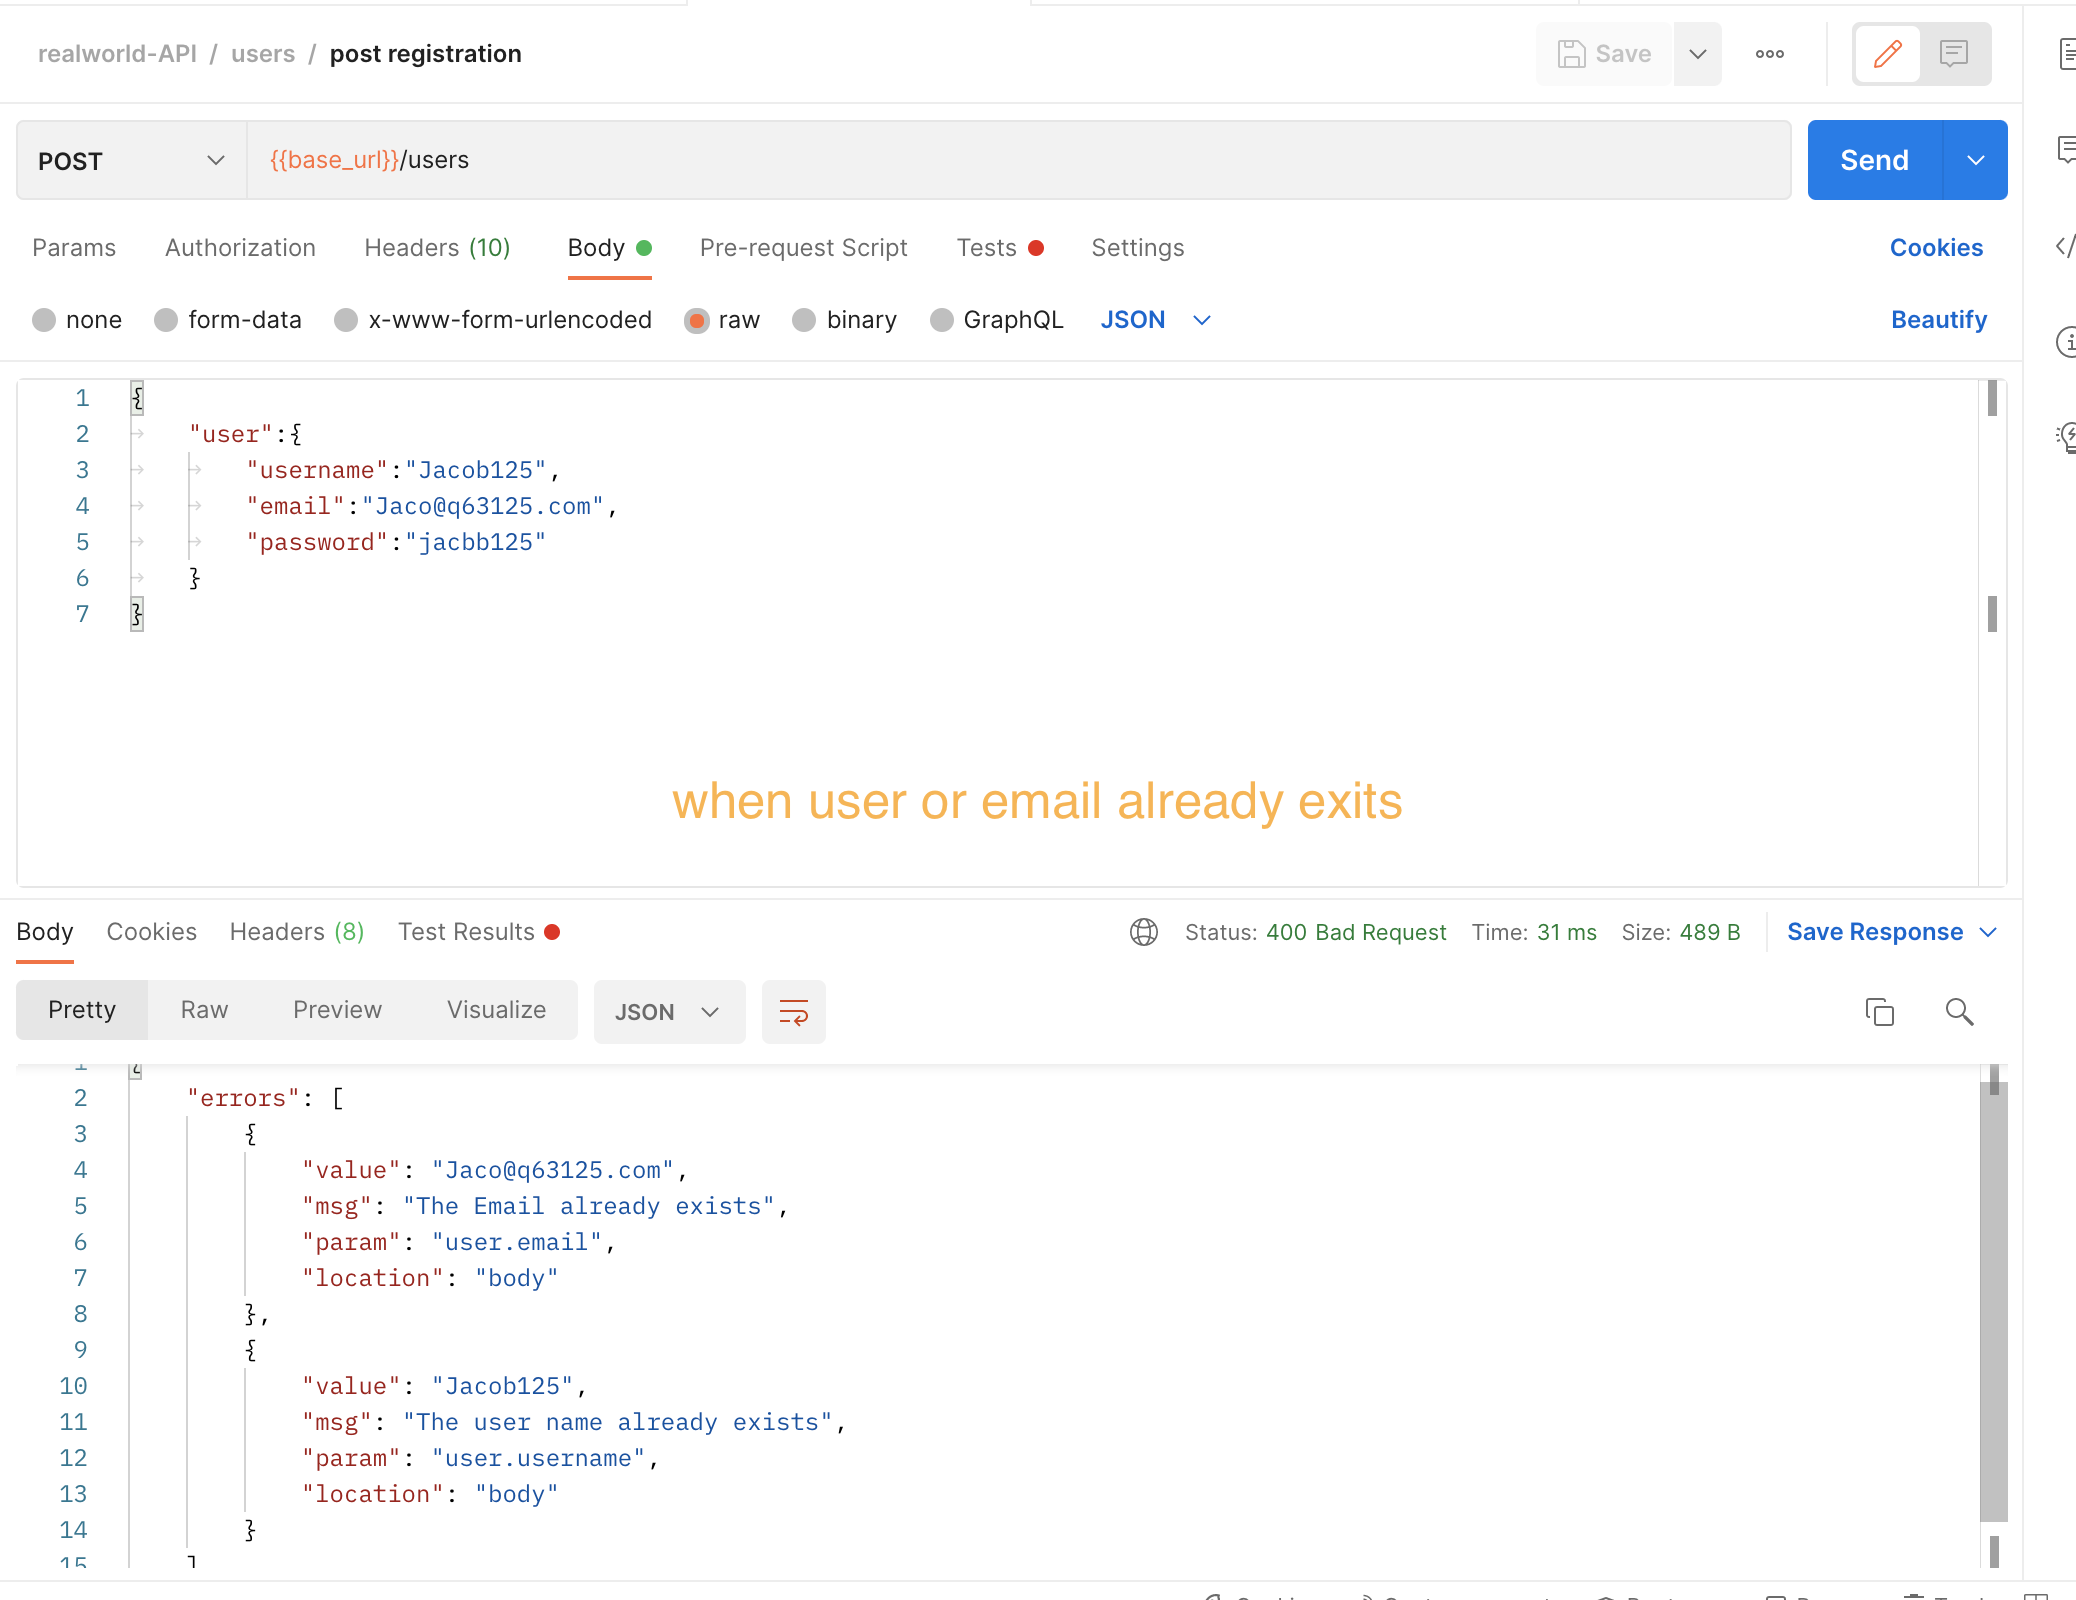 realworld-API / users / post registration
Save
POST
{{base_url}}/users
Send
Params Authorization Headers (10) Body Pre-request Script Tests Settings Cookies
none form-data x-www-form-urlencoded raw binary GraphQL JSON Beautify
1 {
2 "user":{
3 "username":"Jacob125",
4 "email":"Jaco@q63125.com",
5 "password":"jacbb125"
6 }
7 }
when user or email already exits
Body Cookies Headers (8) Test Results Status: 400 Bad Request Time: 31 ms Size: 489 B Save Response
Pretty Raw Preview Visualize JSON
1 {
2 "errors": [
3 {
4 "value": "Jaco@q63125.com",
5 "msg": "The Email already exists",
6 "param": "user.email",
7 "location": "body"
8 },
9 {
10 "value": "Jacob125",
11 "msg": "The user name already exists",
12 "param": "user.username",
13 "location": "body"
14 }
15 ]